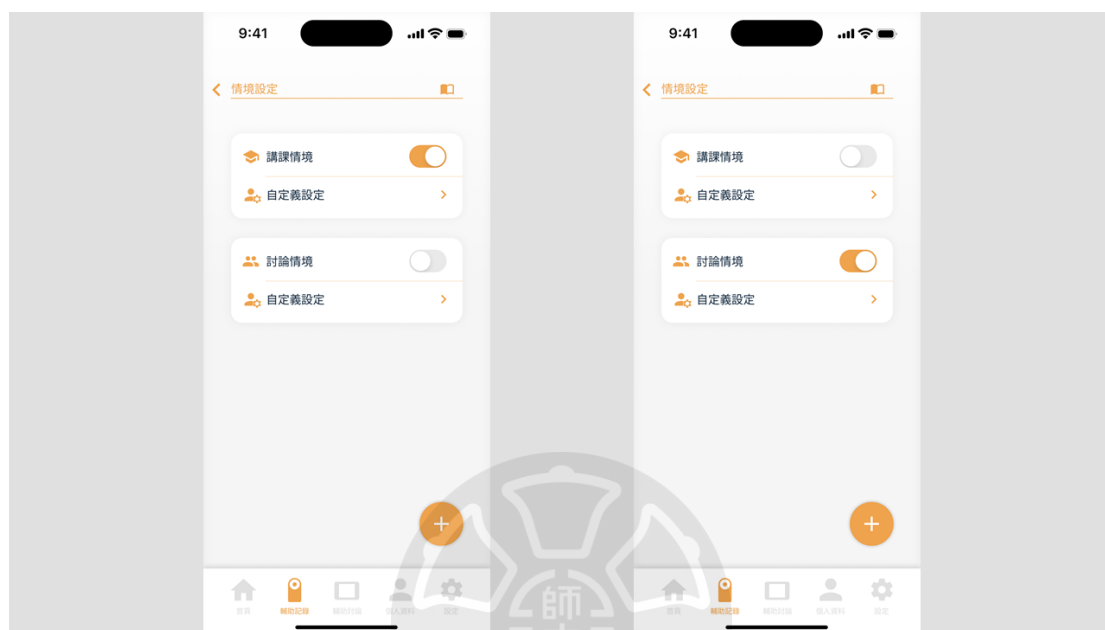 9:41
情境設定
講課情境
自定義設定
討論情境
自定義設定
+
首頁 輔助記錄 輔助討論 個人資料 設定
9:41
情境設定
講課情境
自定義設定
討論情境
自定義設定
+
首頁 輔助記錄 輔助討論 個人資料 設定
師